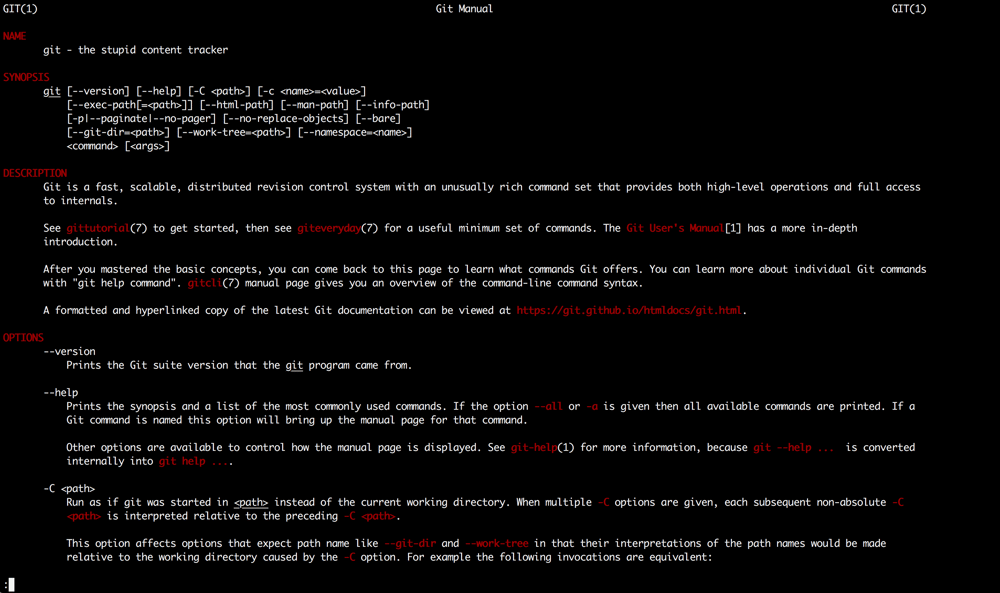 GIT(1) Git Manual GIT(1)
NAME
git - the stupid content tracker
SYNOPSIS
git [--version] [--help] [-C <path>] [-c <name>=<value>]
[--exec-path[=<path>]] [--html-path] [--man-path] [--info-path]
[-p|--paginate|--no-pager] [--no-replace-objects] [--bare]
[--git-dir=<path>] [--work-tree=<path>] [--namespace=<name>]
<command> [<args>]
DESCRIPTION
Git is a fast, scalable, distributed revision control system with an unusually rich command set that provides both high-level operations and full access
to internals.
See gittutorial(7) to get started, then see giteveryday(7) for a useful minimum set of commands. The Git User's Manual[1] has a more in-depth
introduction.
After you mastered the basic concepts, you can come back to this page to learn what commands Git offers. You can learn more about individual Git commands
with "git help command". gitcli(7) manual page gives you an overview of the command-line command syntax.
A formatted and hyperlinked copy of the latest Git documentation can be viewed at https://git.github.io/htmldocs/git.html.
OPTIONS
--version
Prints the Git suite version that the git program came from.
--help
Prints the synopsis and a list of the most commonly used commands. If the option --all or -a is given then all available commands are printed. If a
Git command is named this option will bring up the manual page for that command.
Other options are available to control how the manual page is displayed. See git-help(1) for more information, because git --help ... is converted
internally into git help ....
-C <path>
Run as if git was started in <path> instead of the current working directory. When multiple -C options are given, each subsequent non-absolute -C
<path> is interpreted relative to the preceding -C <path>.
This option affects options that expect path name like --git-dir and --work-tree in that their interpretations of the path names would be made
relative to the working directory caused by the -C option. For example the following invocations are equivalent:
: